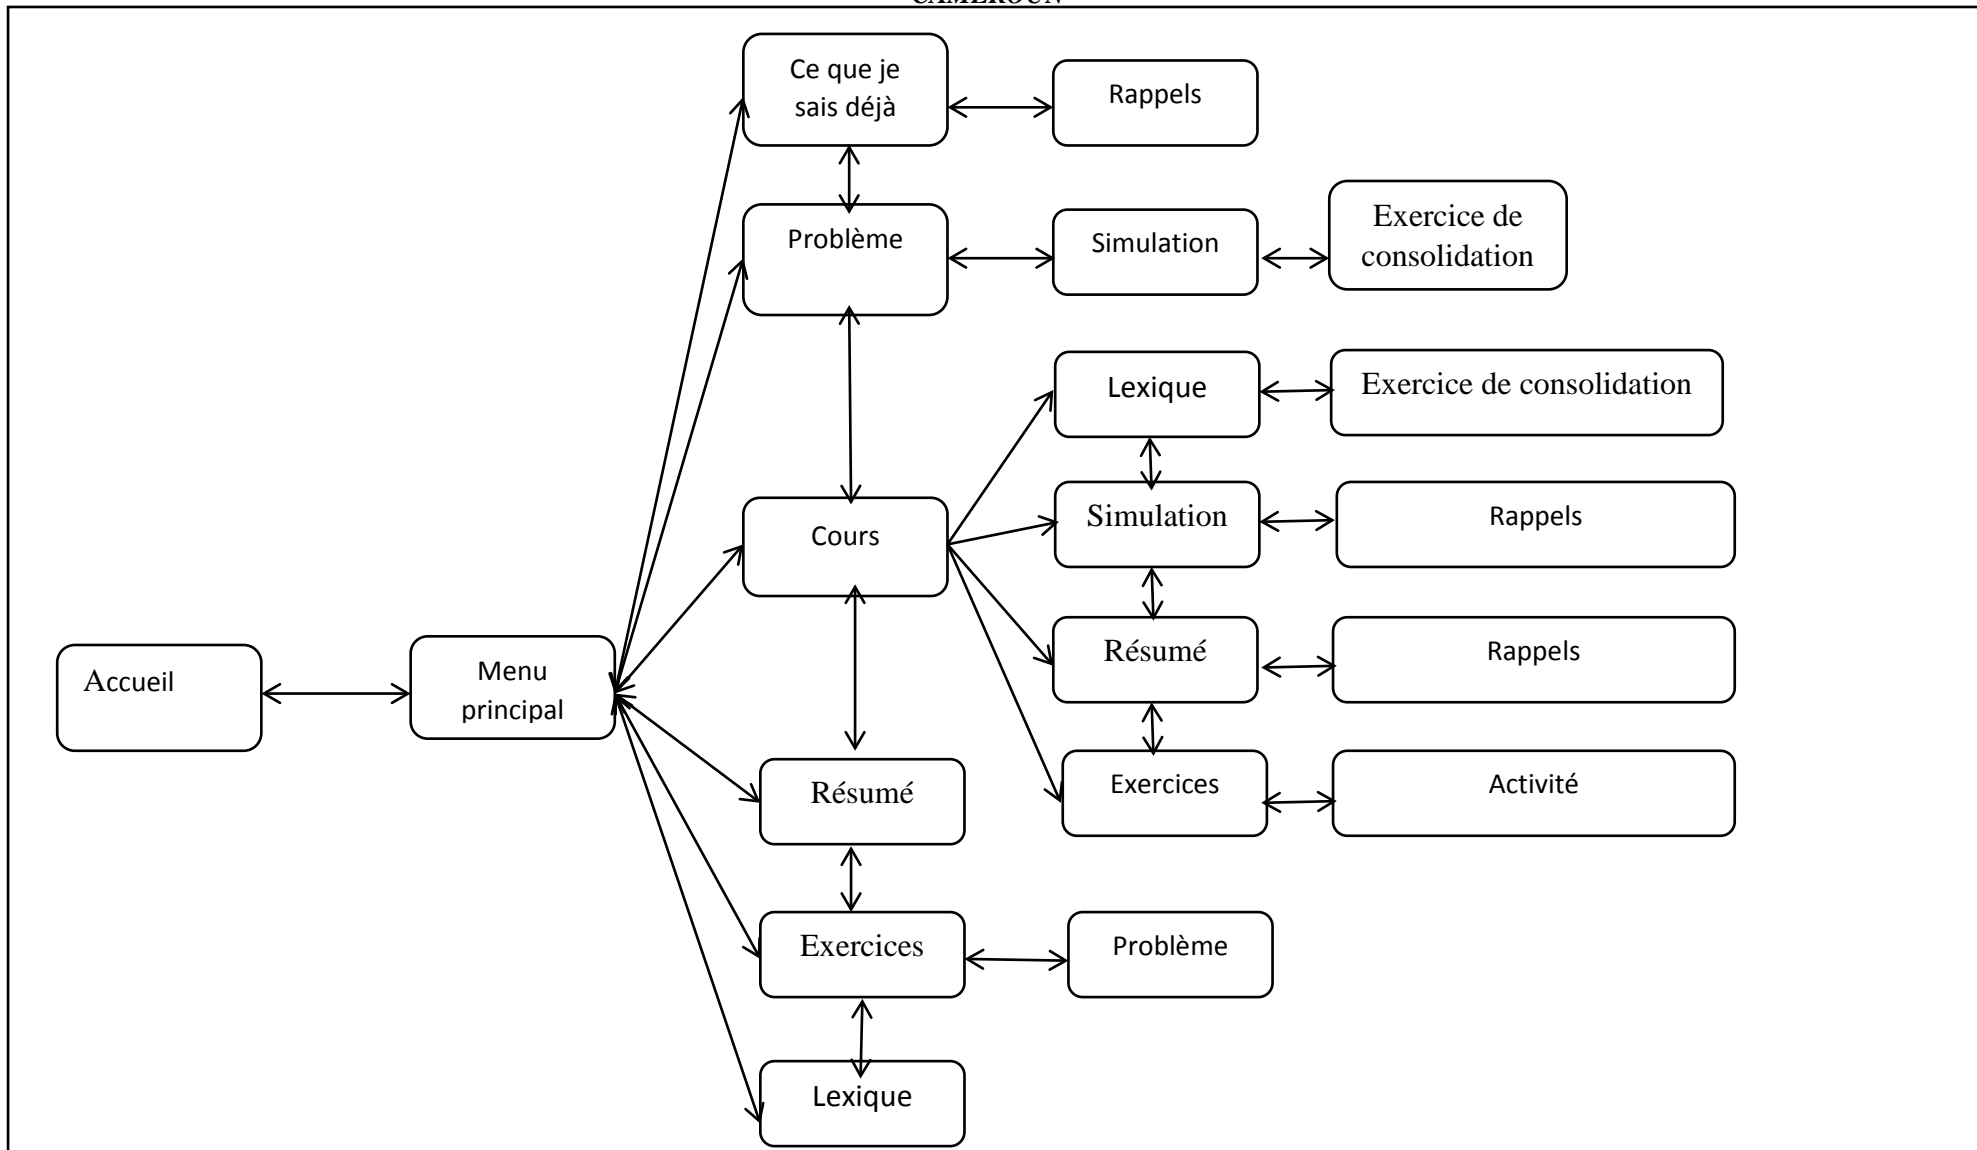 CAMEROUN
Ce que je
sais déjà
Rappels
Problème
Simulation
Exercice de
consolidation
Lexique
Exercice de consolidation
Simulation
Rappels
Cours
Résumé
Rappels
Accueil
Menu
principal
Exercices
Activité
Résumé
Exercices
Problème
Lexique